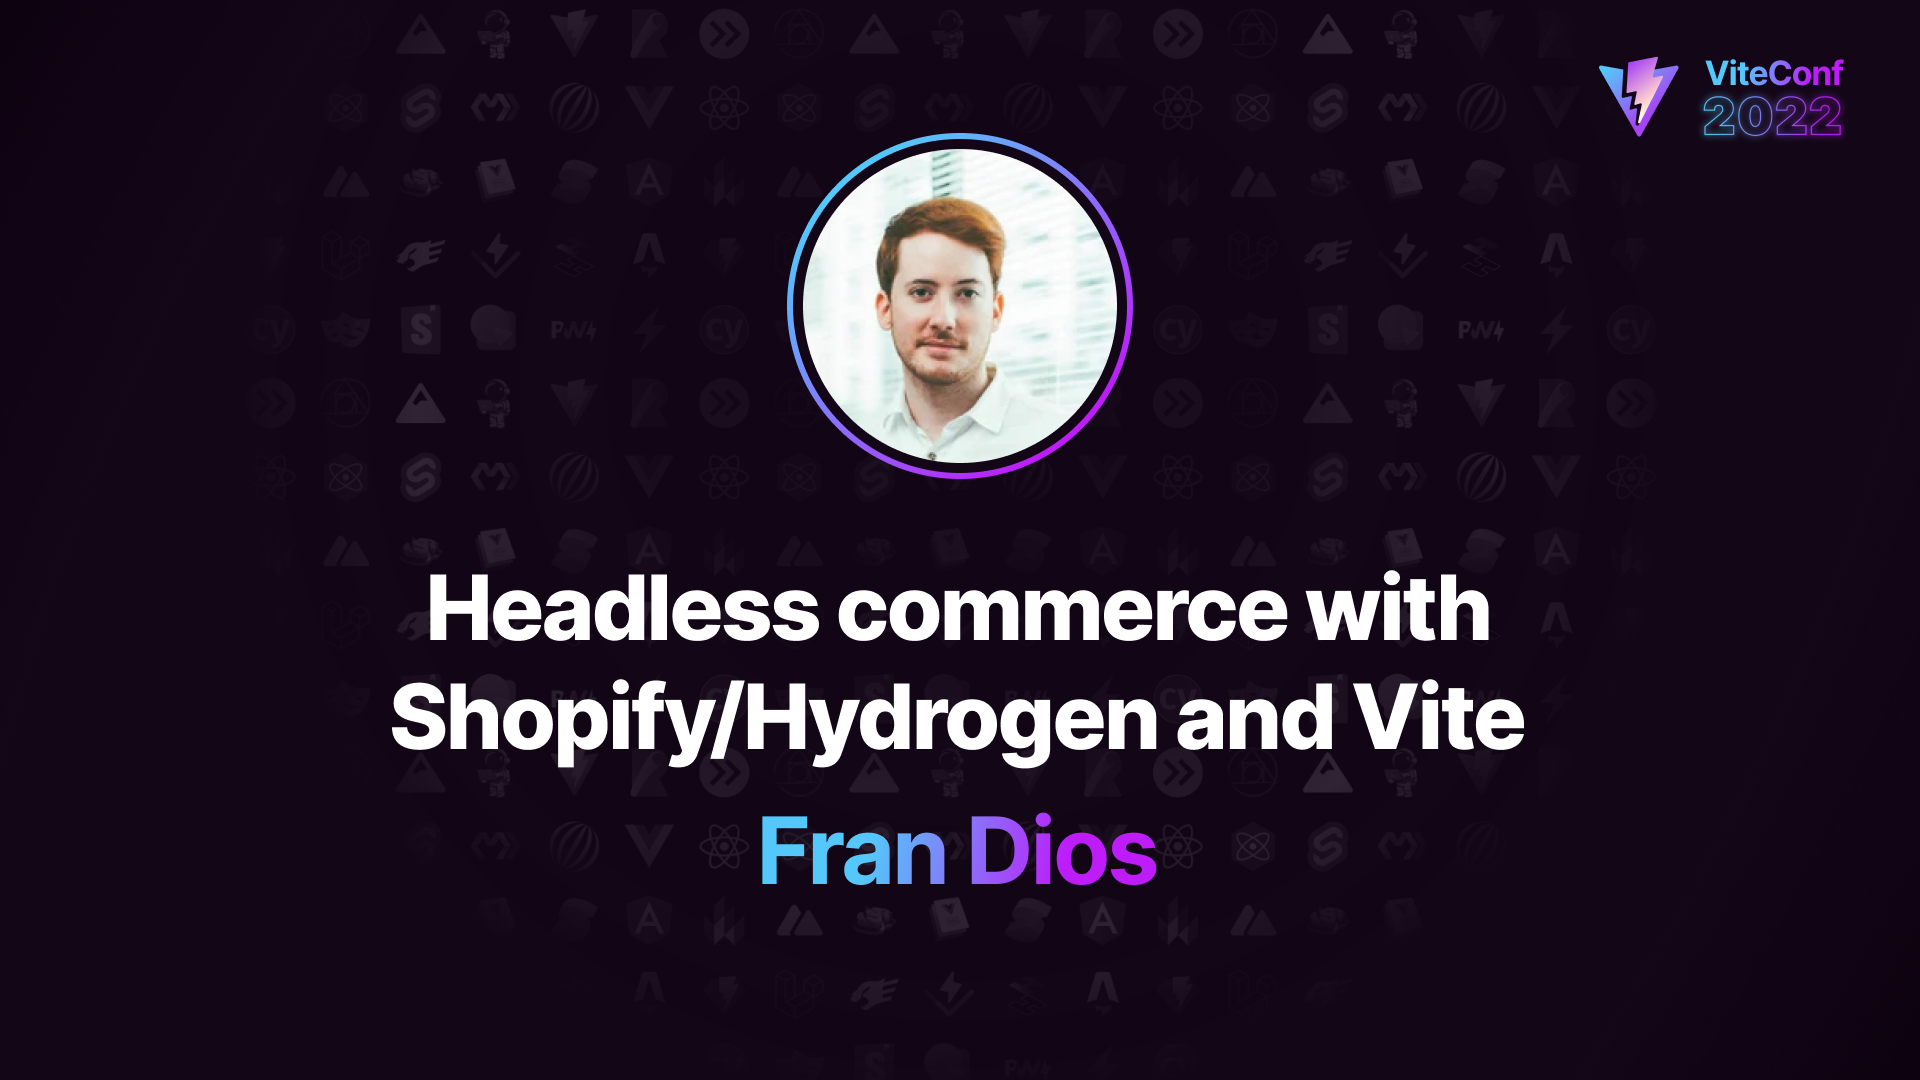 ViteConf
2022
Headless commerce with
Shopify/Hydrogen and Vite
Fran Dios